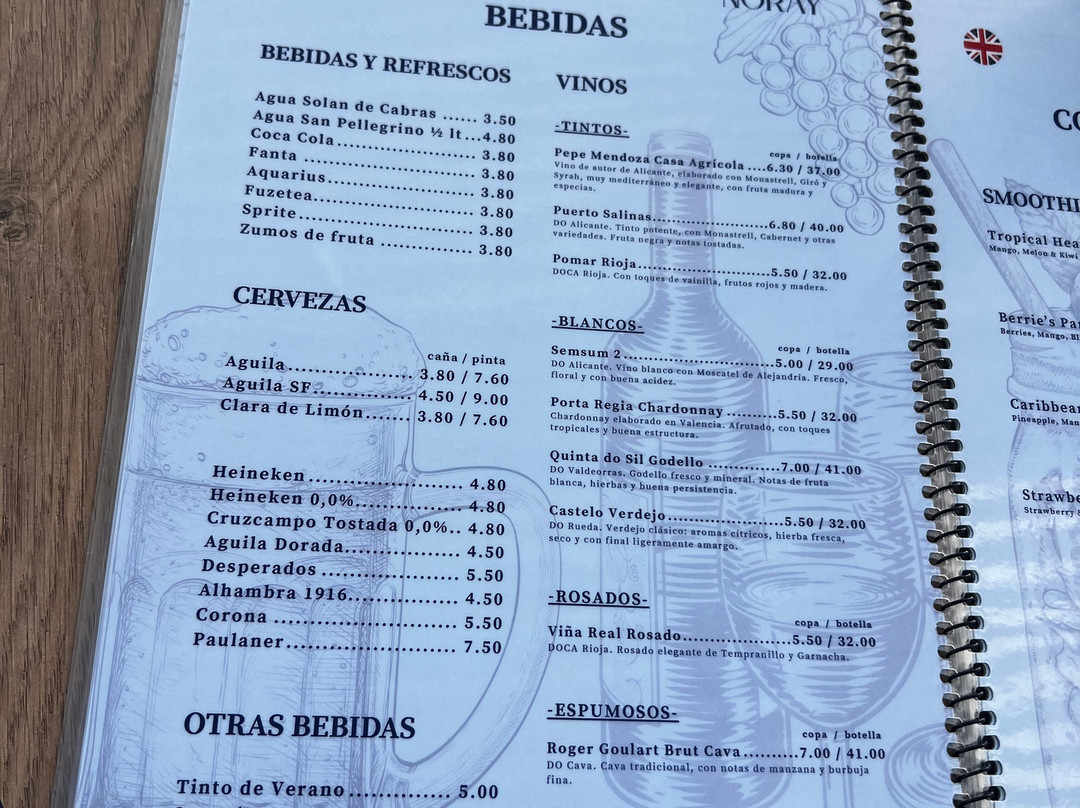 NORAY
BEBIDAS
BEBIDAS Y REFRESCOS
Agua Solan de Cabras ...... 3.50
Agua San Pellegrino ½ lt...4.80
Coca Cola........................ 3.80
Fanta .............................. 3.80
Aquarius.......................... 3.80
Fuzetea............................ 3.80
Sprite............................... 3.80
Zumos de fruta ................ 3.80
CERVEZAS
caña / pinta
Aguila...................... 3.80 / 7.60
Aguila SF.................. 4.50 / 9.00
Clara de Limón........ 3.80 / 7.60
Heineken ........................... 4.80
Heineken 0,0%.................... 4.80
Cruzcampo Tostada 0,0%.. 4.80
Aguila Dorada.................... 4.50
Desperados ........................ 5.50
Alhambra 1916................... 4.50
Corona ................................ 5.50
Paulaner.............................. 7.50
OTRAS BEBIDAS
Tinto de Verano ................ 5.00
VINOS
-TINTOS-
copa / botella
Pepe Mendoza Casa Agrícola ....6.30 / 37.00
Vino de autor de Alicante, elaborado con Monastrell, Giró y
Syrah, muy mediterráneo y elegante, con fruta madura y
especias.
Puerto Salinas........................6.80 / 40.00
DO Alicante. Tinto potente, con Monastrell, Cabernet y otras
variedades. Fruta negra y notas tostadas.
Pomar Rioja...........................5.50 / 32.00
DOCA Rioja. Con toques de vainilla, frutos rojos y madera.
-BLANCOS-
copa / botella
Semsum 2..............................5.00 / 29.00
DO Alicante. Vino blanco con Moscatel de Alejandría. Fresco,
floral y con buena acidez.
Porta Regia Chardonnay ..........5.50 / 32.00
Chardonnay elaborado en Valencia. Afrutado, con toques
tropicales y buena estructura.
Quinta do Sil Godello ..............7.00 / 41.00
DO Valdeorras. Godello fresco y mineral. Notas de fruta
blanca, hierbas y buena persistencia.
Castelo Verdejo.......................5.50 / 32.00
DO Rueda. Verdejo clásico: aromas cítricos, hierba fresca,
seco y con final ligeramente amargo.
-ROSADOS-
copa / botella
Viña Real Rosado.....................5.50 / 32.00
DOCA Rioja. Rosado elegante de Tempranillo y Garnacha.
-ESPUMOSOS-
copa / botella
Roger Goulart Brut Cava..........7.00 / 41.00
DO Cava. Cava tradicional, con notas de manzana y burbuja
fina.
CO
SMOOTHI
Tropical Hea
Mango, Melon & Kiwi
Berrie's Pa
Berries, Mango, Bl
Caribbean
Pineapple, Man
Strawbe
Strawberry &